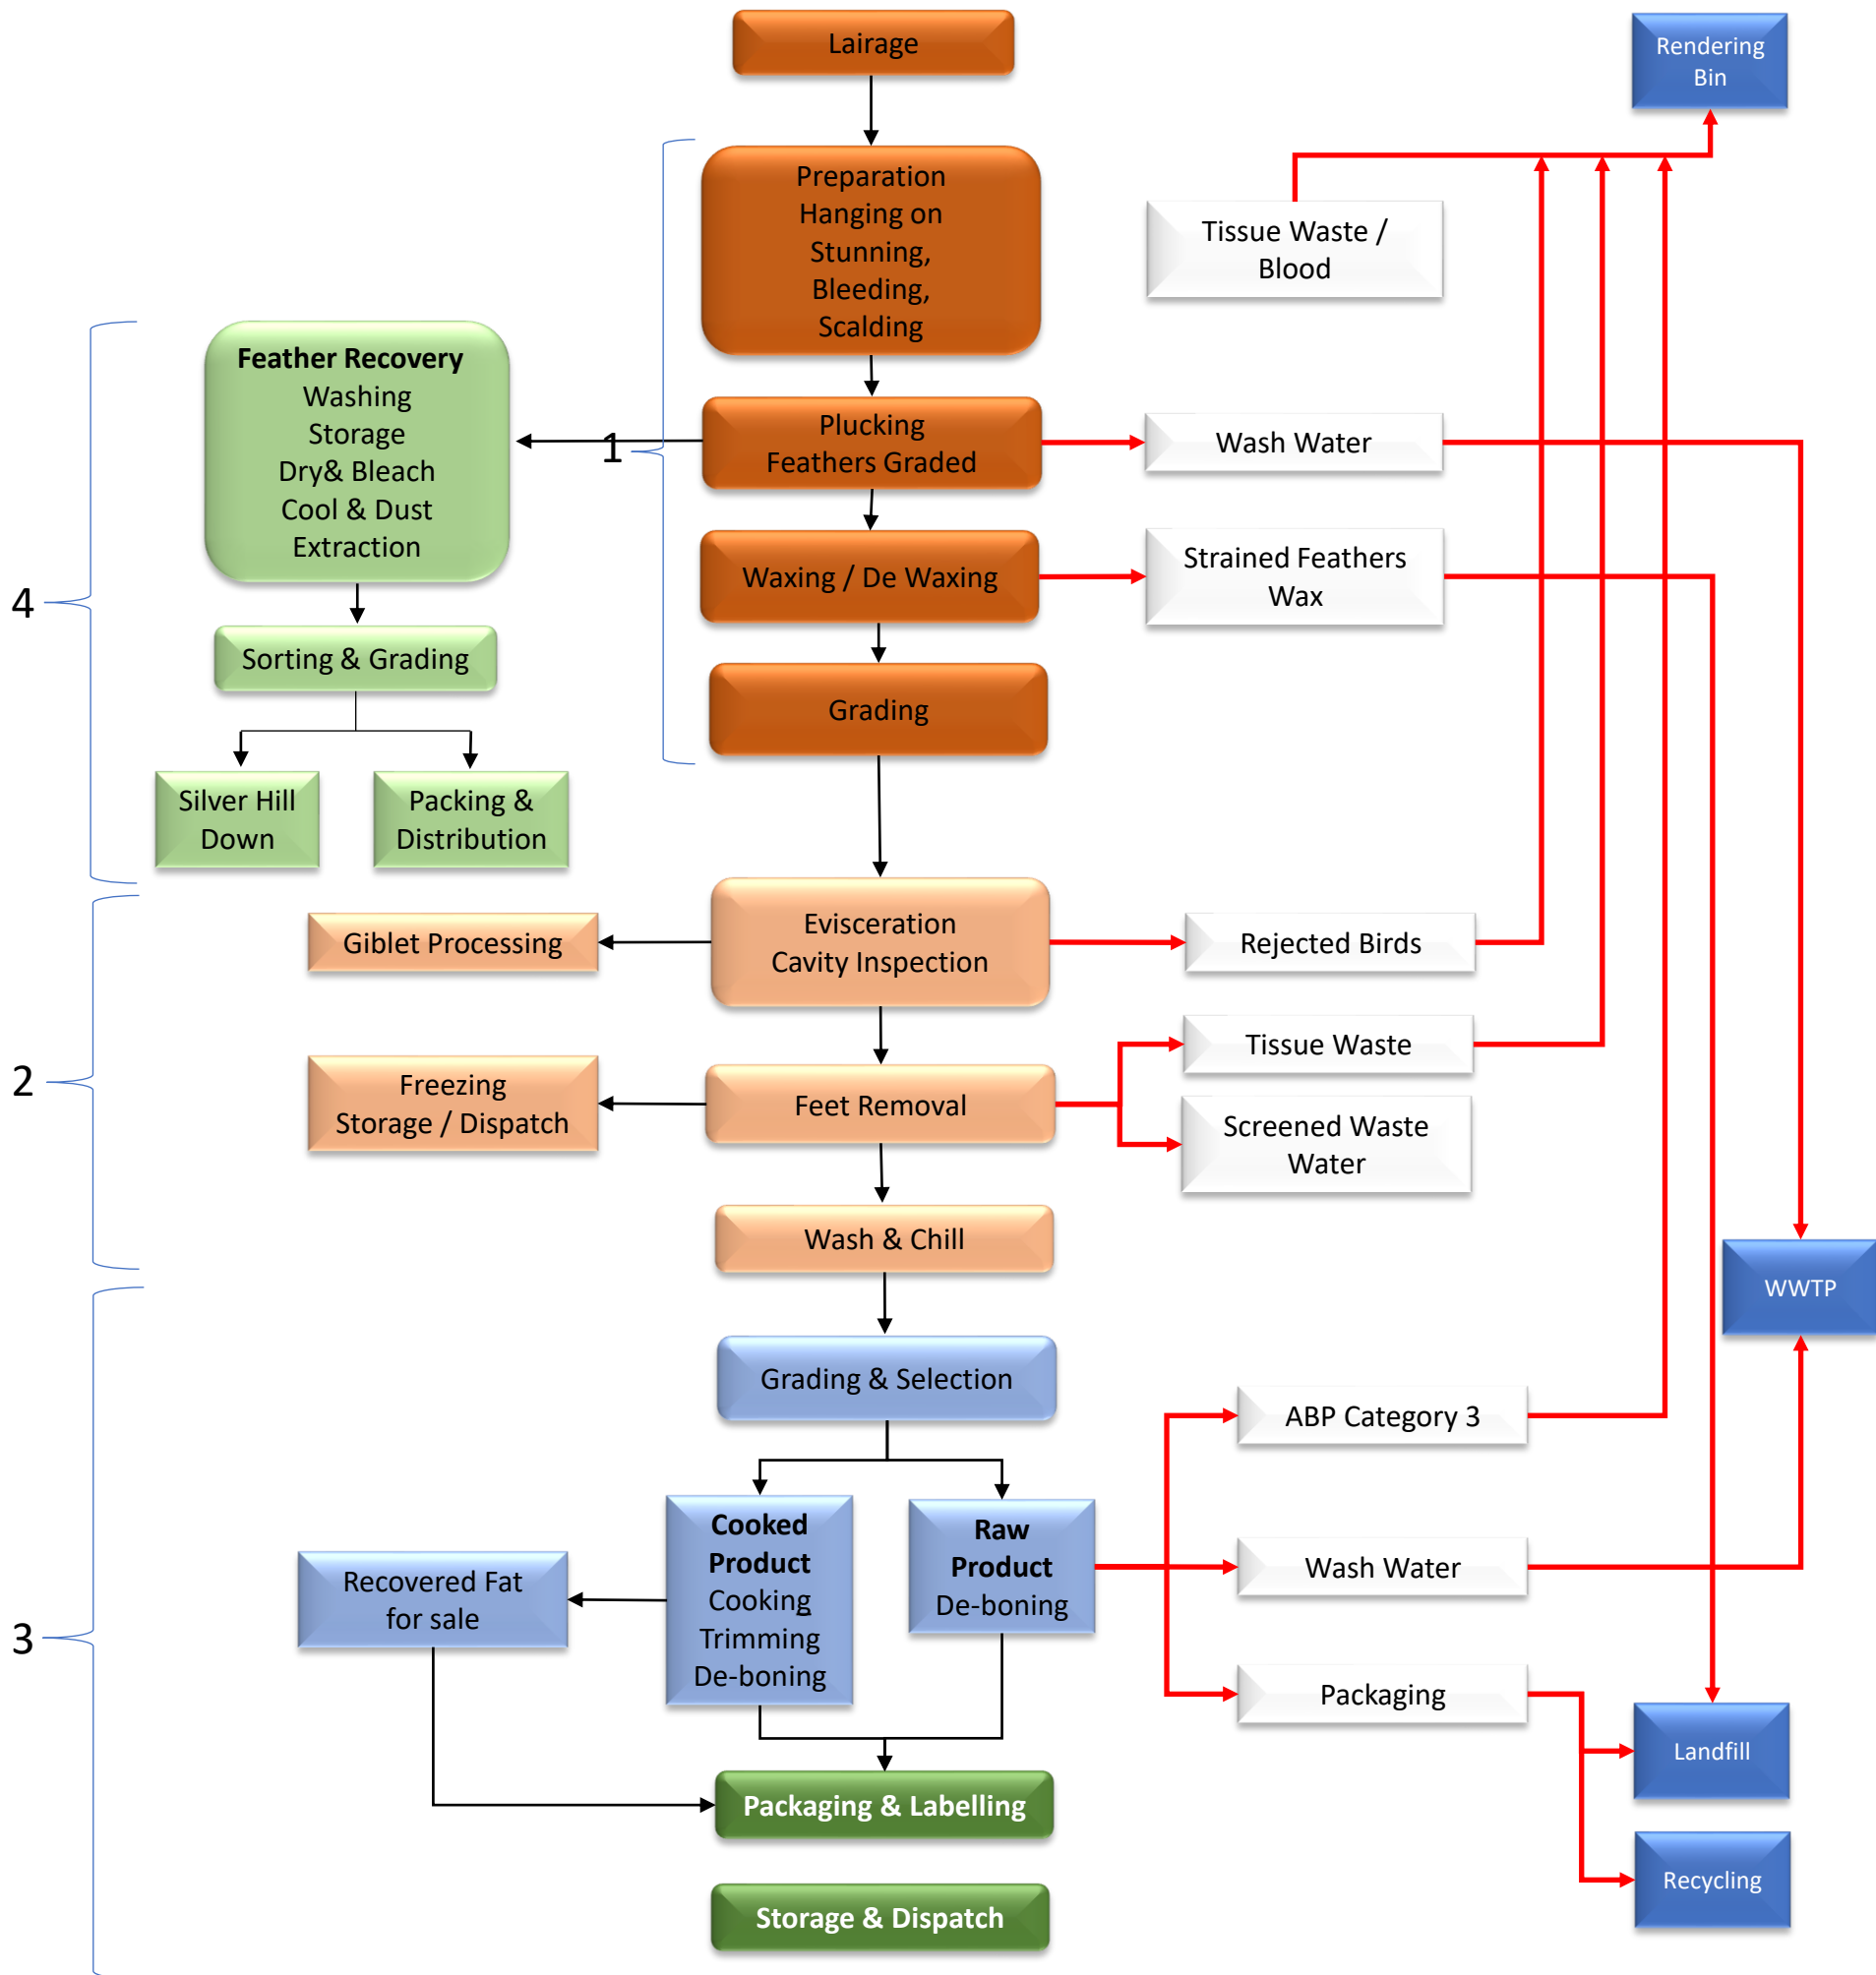 Lairage
Rendering
Bin
Preparation
Hanging on
Stunning,
Bleeding,
Scalding
Tissue Waste /
Blood
1
Plucking
Feathers Graded
Wash Water
Waxing / De Waxing
Strained Feathers
Wax
Grading
4
Feather Recovery
Washing
Storage
Dry& Bleach
Cool & Dust
Extraction
Sorting & Grading
Silver Hill
Down
Packing &
Distribution
2
Giblet Processing
Evisceration
Cavity Inspection
Rejected Birds
Freezing
Storage / Dispatch
Feet Removal
Tissue Waste
Screened Waste
Water
Wash & Chill
WWTP
3
Grading & Selection
ABP Category 3
Cooked
Product
Cooking
Trimming
De-boning
Raw
Product
De-boning
Wash Water
Recovered Fat
for sale
Packaging
Landfill
Packaging & Labelling
Recycling
Storage & Dispatch